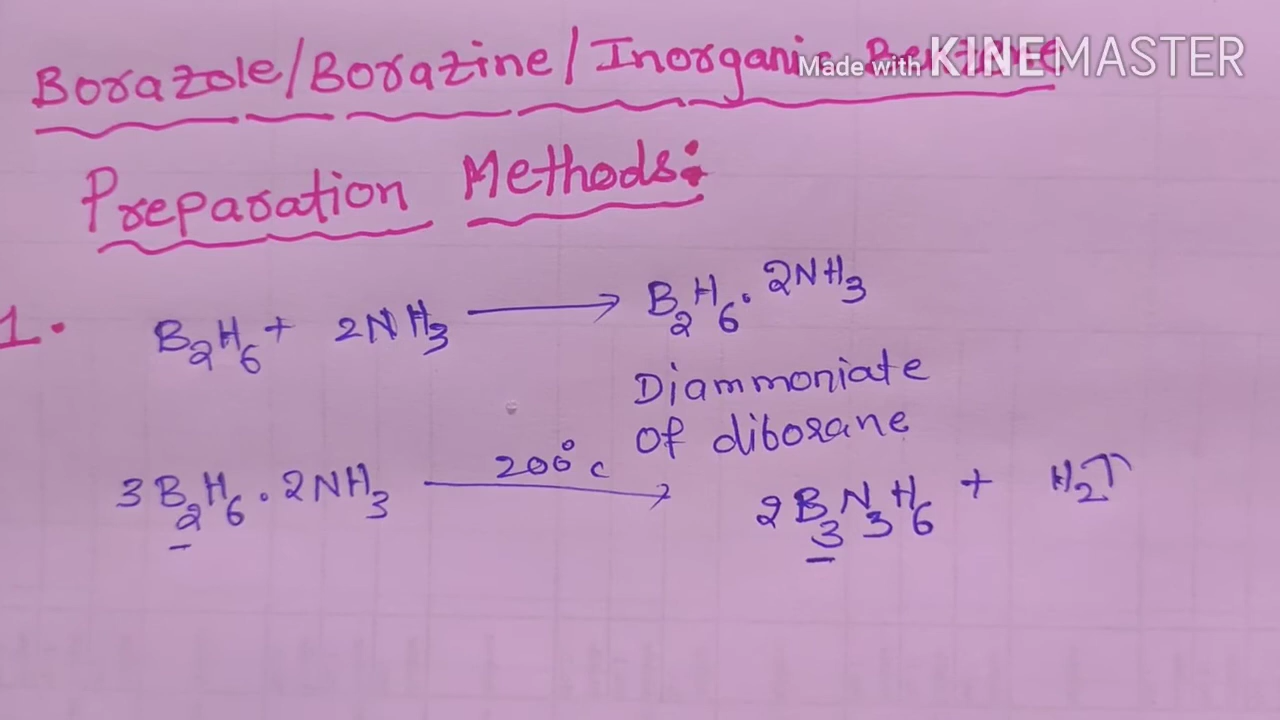 Borazole/Borazine/Inorganic Benzene
Made with KINEMASTER
Preparation Methods:
1. B₂H₆ + 2NH₃ ⟶ B₂H₆·2NH₃
Diammoniate
of diborane
3B₂H₆·2NH₃ 200°c ⟶ 2B₃N₃H₆ + H₂↑